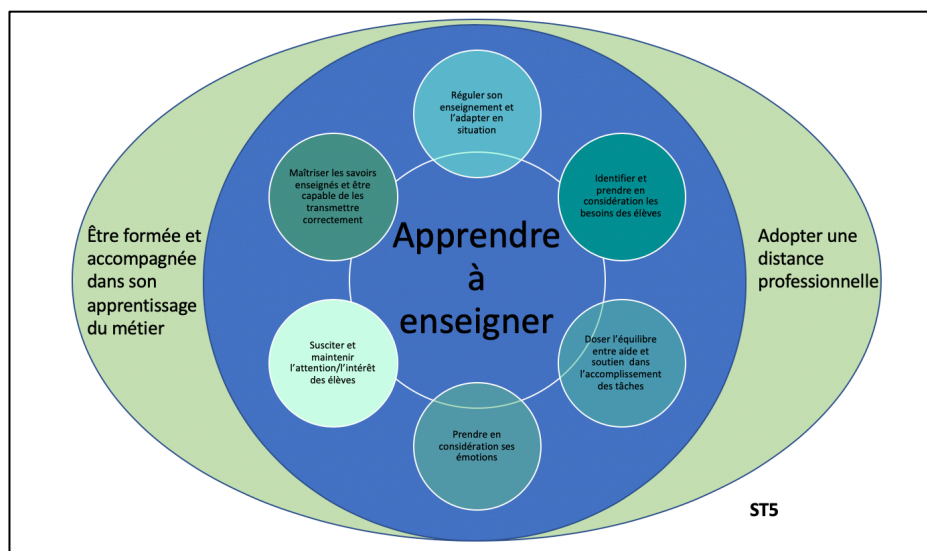 Réguler son
enseignement et
l'adapter en
situation
Maîtriser les savoirs
enseignés et être
capable de les
transmettre
correctement
Identifier et
prendre en
considération les
besoins des élèves
Être formée et
accompagnée
dans son
apprentissage
du métier
Apprendre
à
enseigner
Adopter une
distance
professionnelle
Susciter et
maintenir
l'attention/l'intérêt
des élèves
Doser l'équilibre
entre aide et
soutien dans
l'accomplissement
des tâches
Prendre en
considération ses
émotions
ST5